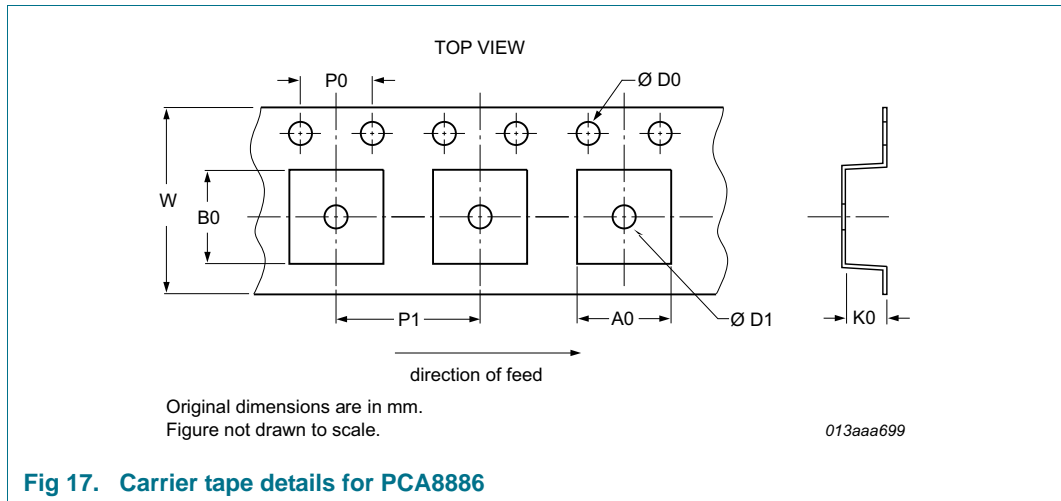 TOP VIEW
P0
Ø D0
W
B0
P1
A0
Ø D1
K0
direction of feed
Original dimensions are in mm.
Figure not drawn to scale.
013aaa699
Fig 17. Carrier tape details for PCA8886